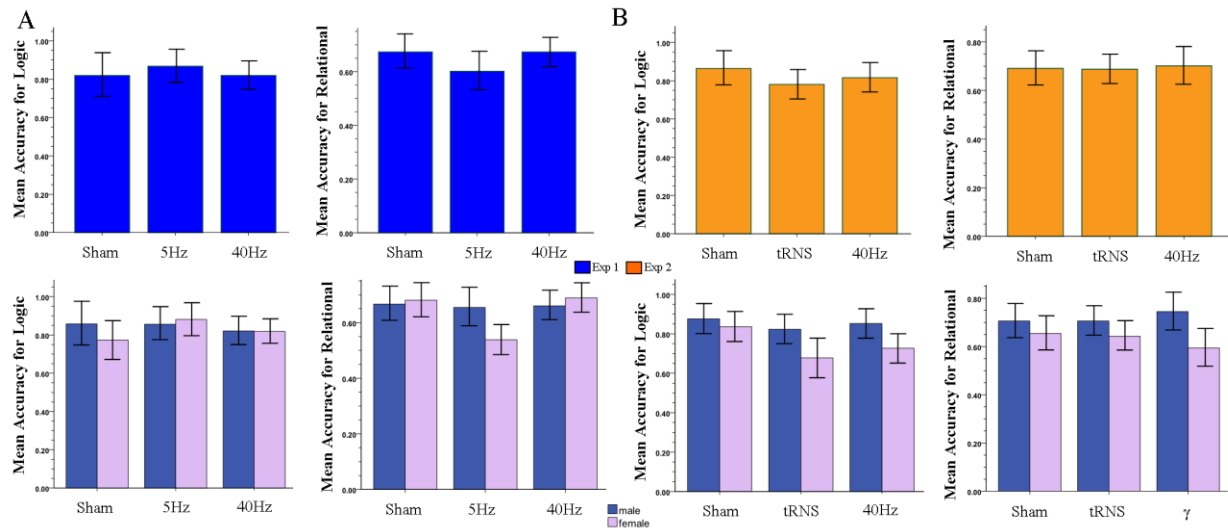 A
B
Mean Accuracy for Logic
1.00
0.80
0.60
0.40
0.20
0.00
Sham 5Hz 40Hz
Mean Accuracy for Relational
0.60
0.40
0.20
0.00
Sham 5Hz 40Hz
Mean Accuracy for Logic
1.00
0.80
0.60
0.40
0.20
0.00
Sham tRNS 40Hz
Mean Accuracy for Relational
0.80
0.60
0.40
0.20
0.00
Sham tRNS 40Hz
Exp 1 Exp 2
Mean Accuracy for Logic
1.00
0.80
0.60
0.40
0.20
0.00
Sham 5Hz 40Hz
Mean Accuracy for Relational
0.60
0.40
0.20
0.00
Sham 5Hz 40Hz
male
female
Mean Accuracy for Logic
1.00
0.80
0.60
0.40
0.20
0.00
Sham tRNS 40Hz
Mean Accuracy for Relational
0.80
0.60
0.40
0.20
0.00
Sham tRNS γ